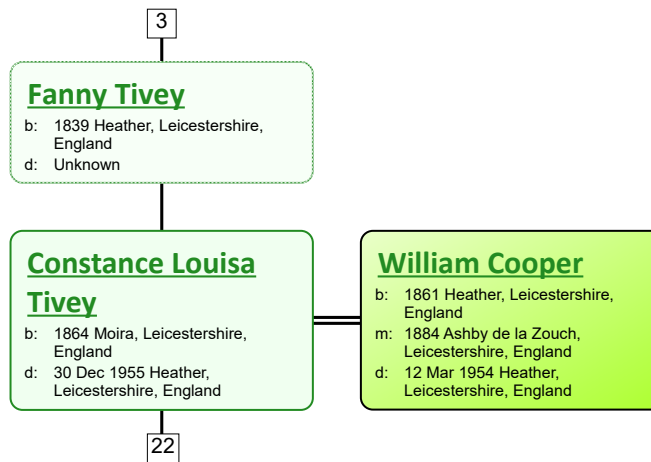 3
Fanny Tivey
b: 1839 Heather, Leicestershire,
England
d: Unknown
Constance Louisa
Tivey
b: 1864 Moira, Leicestershire,
England
d: 30 Dec 1955 Heather,
Leicestershire, England
William Cooper
b: 1861 Heather, Leicestershire,
England
m: 1884 Ashby de la Zouch,
Leicestershire, England
d: 12 Mar 1954 Heather,
Leicestershire, England
22